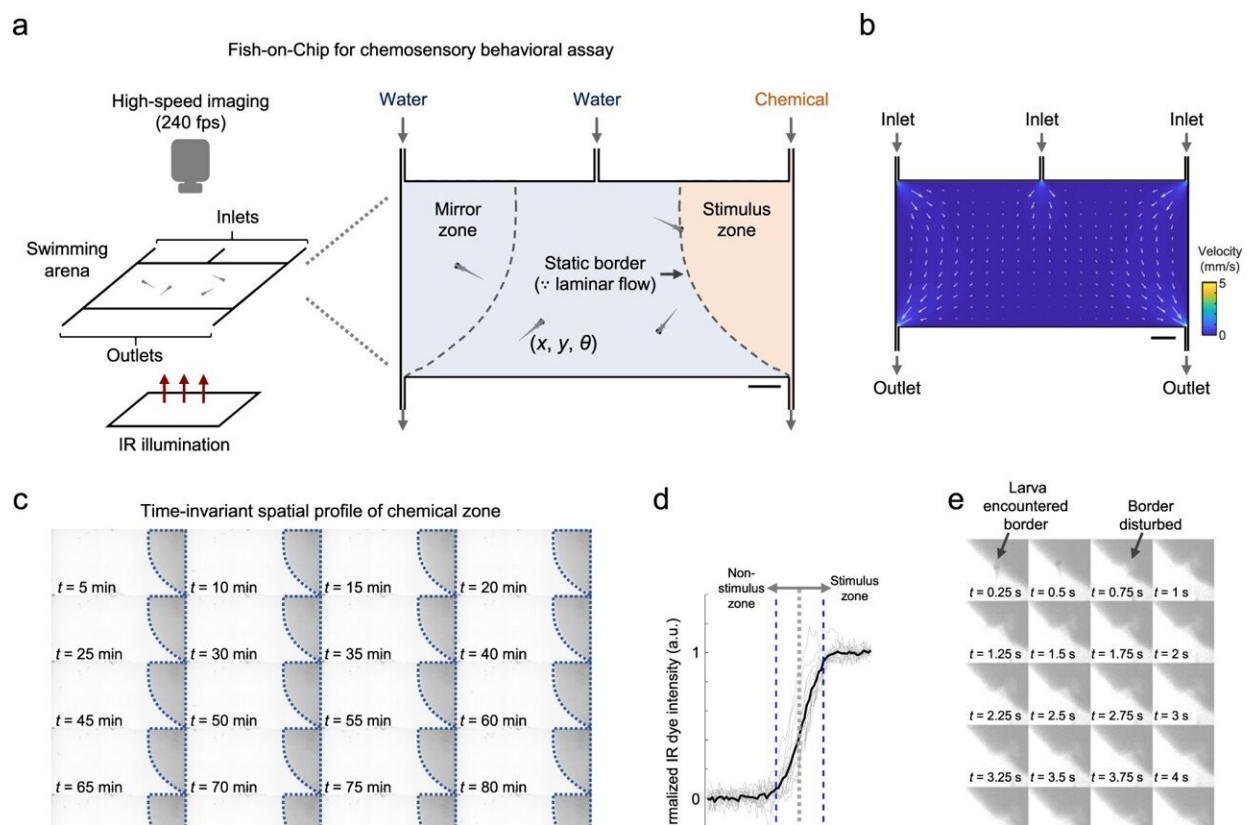 a
Fish-on-Chip for chemosensory behavioral assay
High-speed imaging
(240 fps)
Inlets
Swimming
arena
Outlets
IR illumination
Water
Water
Chemical
Mirror
zone
Stimulus
zone
Static border
(∵ laminar flow)
(x, y, θ)
b
Inlet
Inlet
Inlet
Velocity
(mm/s)
5
0
Outlet
Outlet
c
Time-invariant spatial profile of chemical zone
t = 5 min
t = 10 min
t = 15 min
t = 20 min
t = 25 min
t = 30 min
t = 35 min
t = 40 min
t = 45 min
t = 50 min
t = 55 min
t = 60 min
t = 65 min
t = 70 min
t = 75 min
t = 80 min
d
Non-
stimulus
zone
Stimulus
zone
rmalized IR dye intensity (a.u.)
1
0
e
Larva
encountered
border
Border
disturbed
t = 0.25 s
t = 0.5 s
t = 0.75 s
t = 1 s
t = 1.25 s
t = 1.5 s
t = 1.75 s
t = 2 s
t = 2.25 s
t = 2.5 s
t = 2.75 s
t = 3 s
t = 3.25 s
t = 3.5 s
t = 3.75 s
t = 4 s